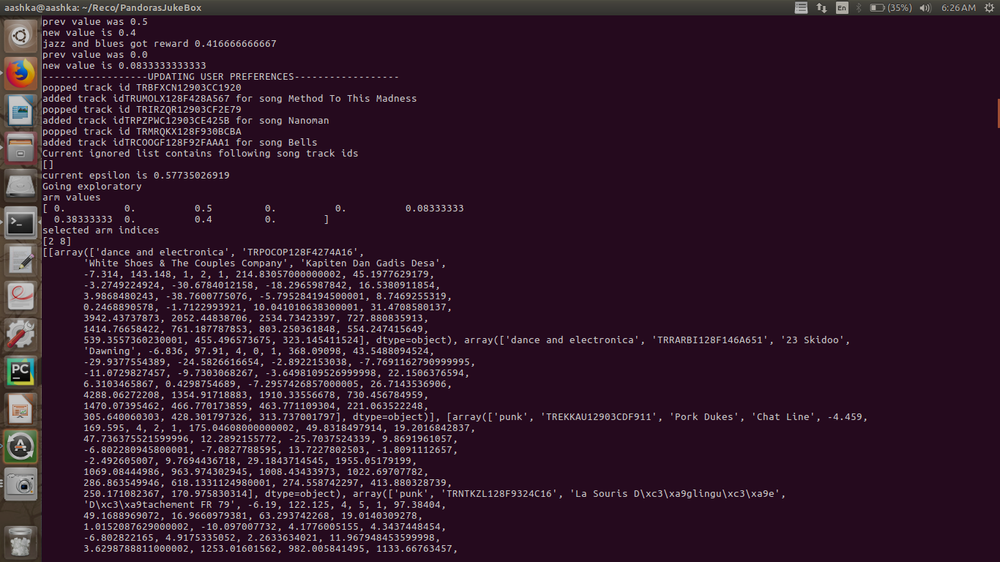 aashka@aashka: ~/Reco/PandorasJukeBox
En
(35%)
6:26 AM
prev value was 0.5
new value is 0.4
jazz and blues got reward 0.416666666667
prev value was 0.0
new value is 0.0833333333333
------------------UPDATING USER PREFERENCES------------------
popped track id TRBFXCN12903CC1920
added track idTRUMOLX128F428A567 for song Method To This Madness
popped track id TRIRZQR12903CF2E79
added track idTRPZPWC12903CE425B for song Nanoman
popped track id TRMRQKX128F930BCBA
added track idTRCOOGF128F92FAAA1 for song Bells
Current ignored list contains following song track ids
[]
current epsilon is 0.57735026919
Going exploratory
arm values
[ 0. 0. 0.5 0. 0. 0.08333333
0.38333333 0. 0.4 0. ]
selected arm indices
[2 8]
[[array(['dance and electronica', 'TRPOCOP128F4274A16',
'White Shoes & The Couples Company', 'Kapiten Dan Gadis Desa',
-7.314, 143.148, 1, 2, 1, 214.83057000000002, 45.1977629179,
-3.2749224924, -30.6784012158, -18.2965987842, 16.5380911854,
3.9868480243, -38.7600775076, -5.795284194500001, 8.7469255319,
0.2468890578, -1.7122993921, 10.041010638300001, 31.4708580137,
3942.43737873, 2052.44838706, 2534.73423397, 727.880835913,
1414.76658422, 761.187787853, 803.250361848, 554.247415649,
539.3557360230001, 455.496573675, 323.145411524], dtype=object), array(['dance and electronica', 'TRRARBI128F146A651', '23 Skidoo',
'Dawning', -6.836, 97.91, 4, 0, 1, 368.09098, 43.5488094524,
-29.9377554389, -24.5826616654, -2.8922153038, -7.7691162790999995,
-11.0729827457, -9.7303068267, -3.6498109526999998, 22.1506376594,
6.3103465867, 0.4298754689, -7.2957426857000005, 26.7143536906,
4288.06272208, 1354.91718883, 1910.33556678, 730.456784959,
1470.07395462, 466.770173859, 463.771109304, 221.063522248,
305.640060303, 428.301797326, 313.737001797], dtype=object)], [array(['punk', 'TREKKAU12903CDF911', 'Pork Dukes', 'Chat Line', -4.459,
169.595, 4, 2, 1, 175.04608000000002, 49.8318497914, 19.2016842837,
47.736375521599996, 12.2892155772, -25.7037524339, 9.8691961057,
-6.802280945800001, -7.0827788595, 13.7227802503, -1.8091112657,
-2.492605007, 9.7694436718, 29.1843714545, 1955.05179199,
1069.08444986, 963.974302945, 1008.43433973, 1022.69707782,
286.863549946, 618.1331124980001, 274.558742297, 413.880328739,
250.171082367, 170.975830314], dtype=object), array(['punk', 'TRNTKZL128F9324C16', 'La Souris D\xc3\xa9glingu\xc3\xa9e',
'D\xc3\xa9tachement FR 79', -6.19, 122.125, 4, 5, 1, 97.38404,
49.1688969072, 16.9660979381, 63.293742268, 19.0140309278,
1.0152087629000002, -10.097007732, 4.1776005155, 4.3437448454,
-6.802822165, 4.9175335052, 2.2633634021, 11.967948453599998,
3.6298788811000002, 1253.01601562, 982.005841495, 1133.66763457,
PC